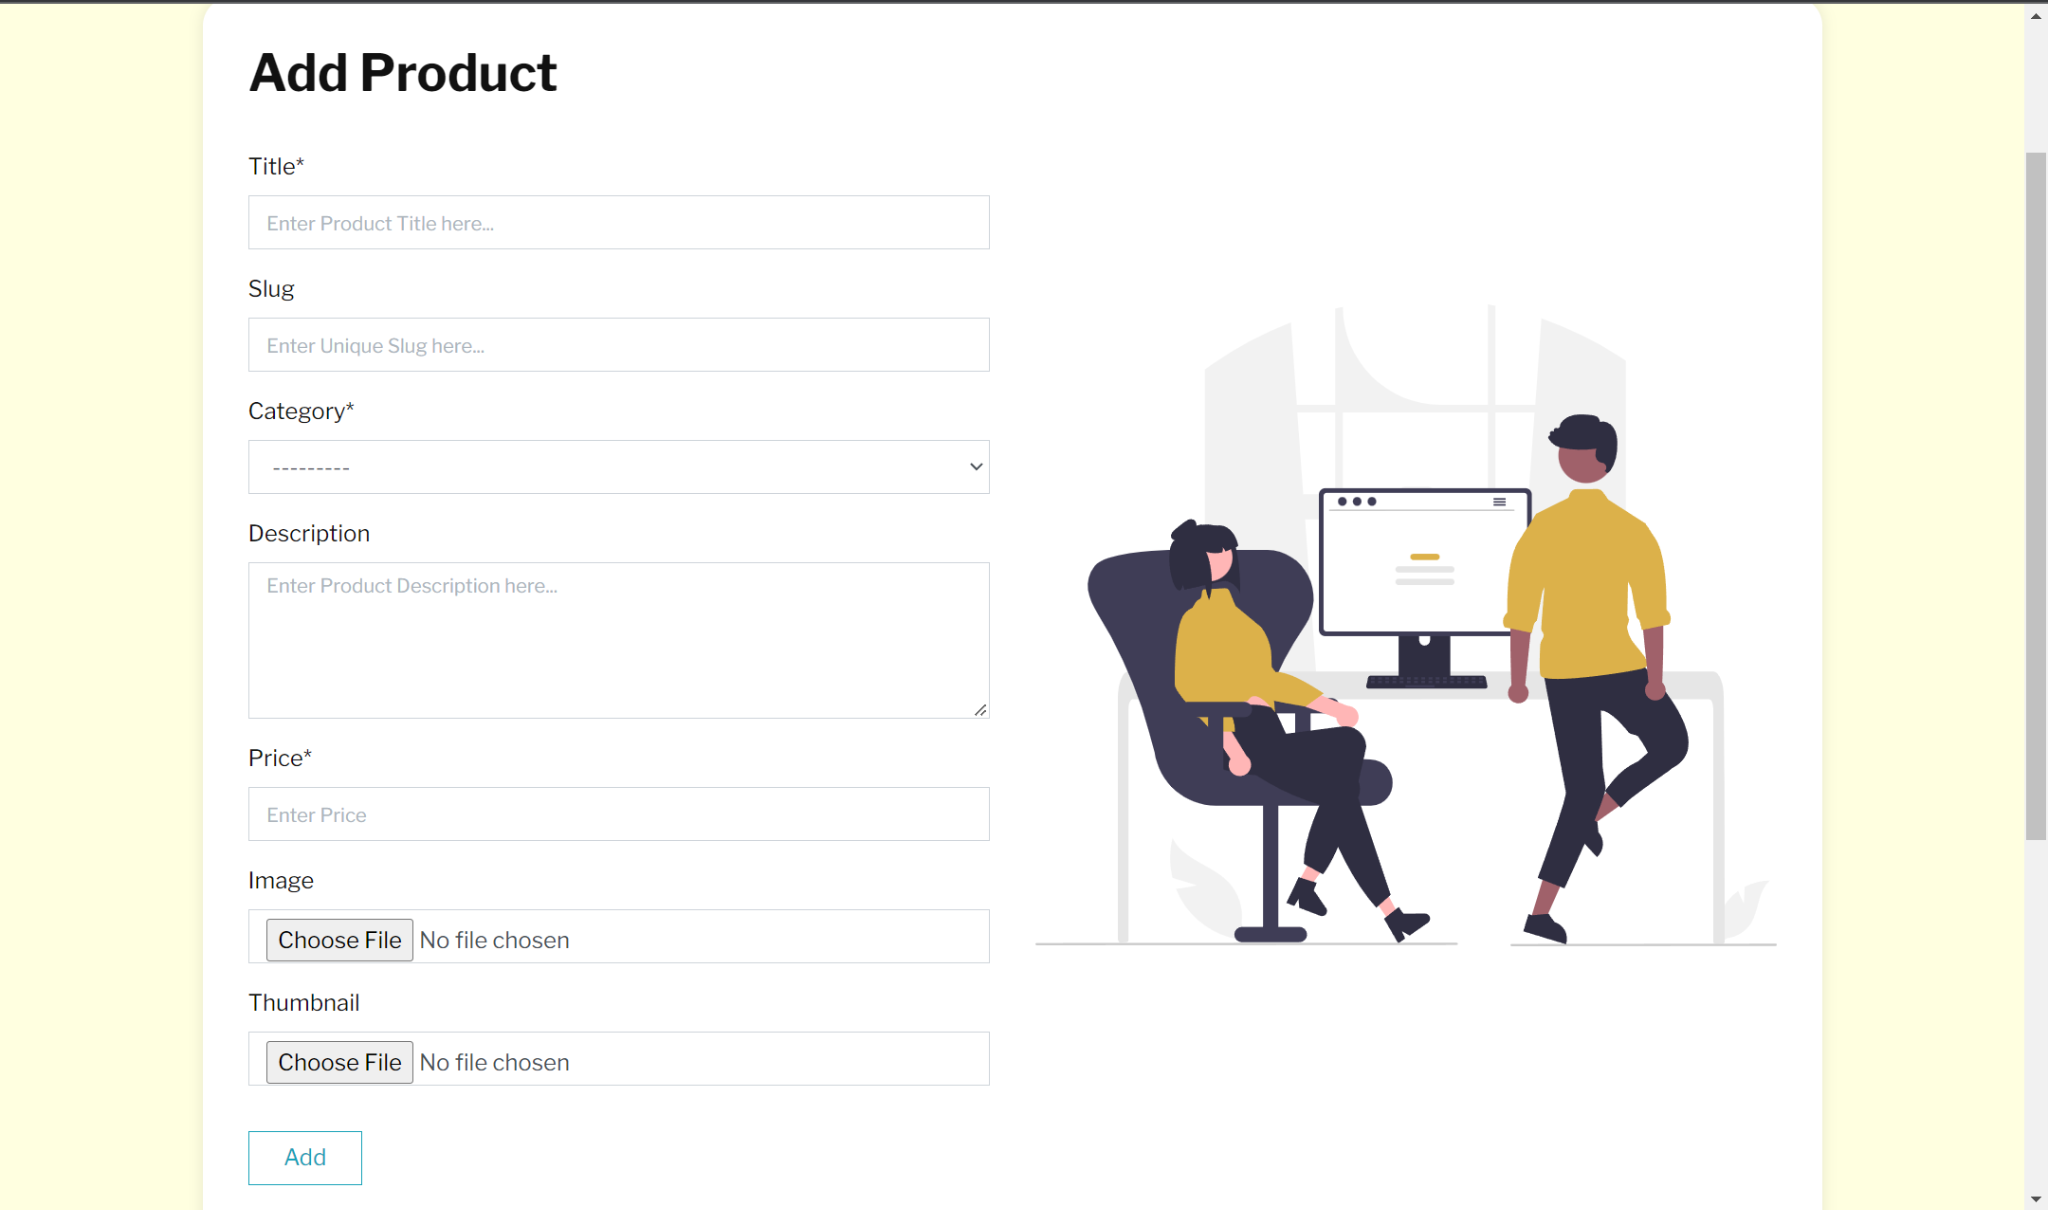 Add Product
Title*
Enter Product Title here...
Slug
Enter Unique Slug here...
Category*
---------
Description
Enter Product Description here...
Price*
Enter Price
Image
Choose File No file chosen
Thumbnail
Choose File No file chosen
Add